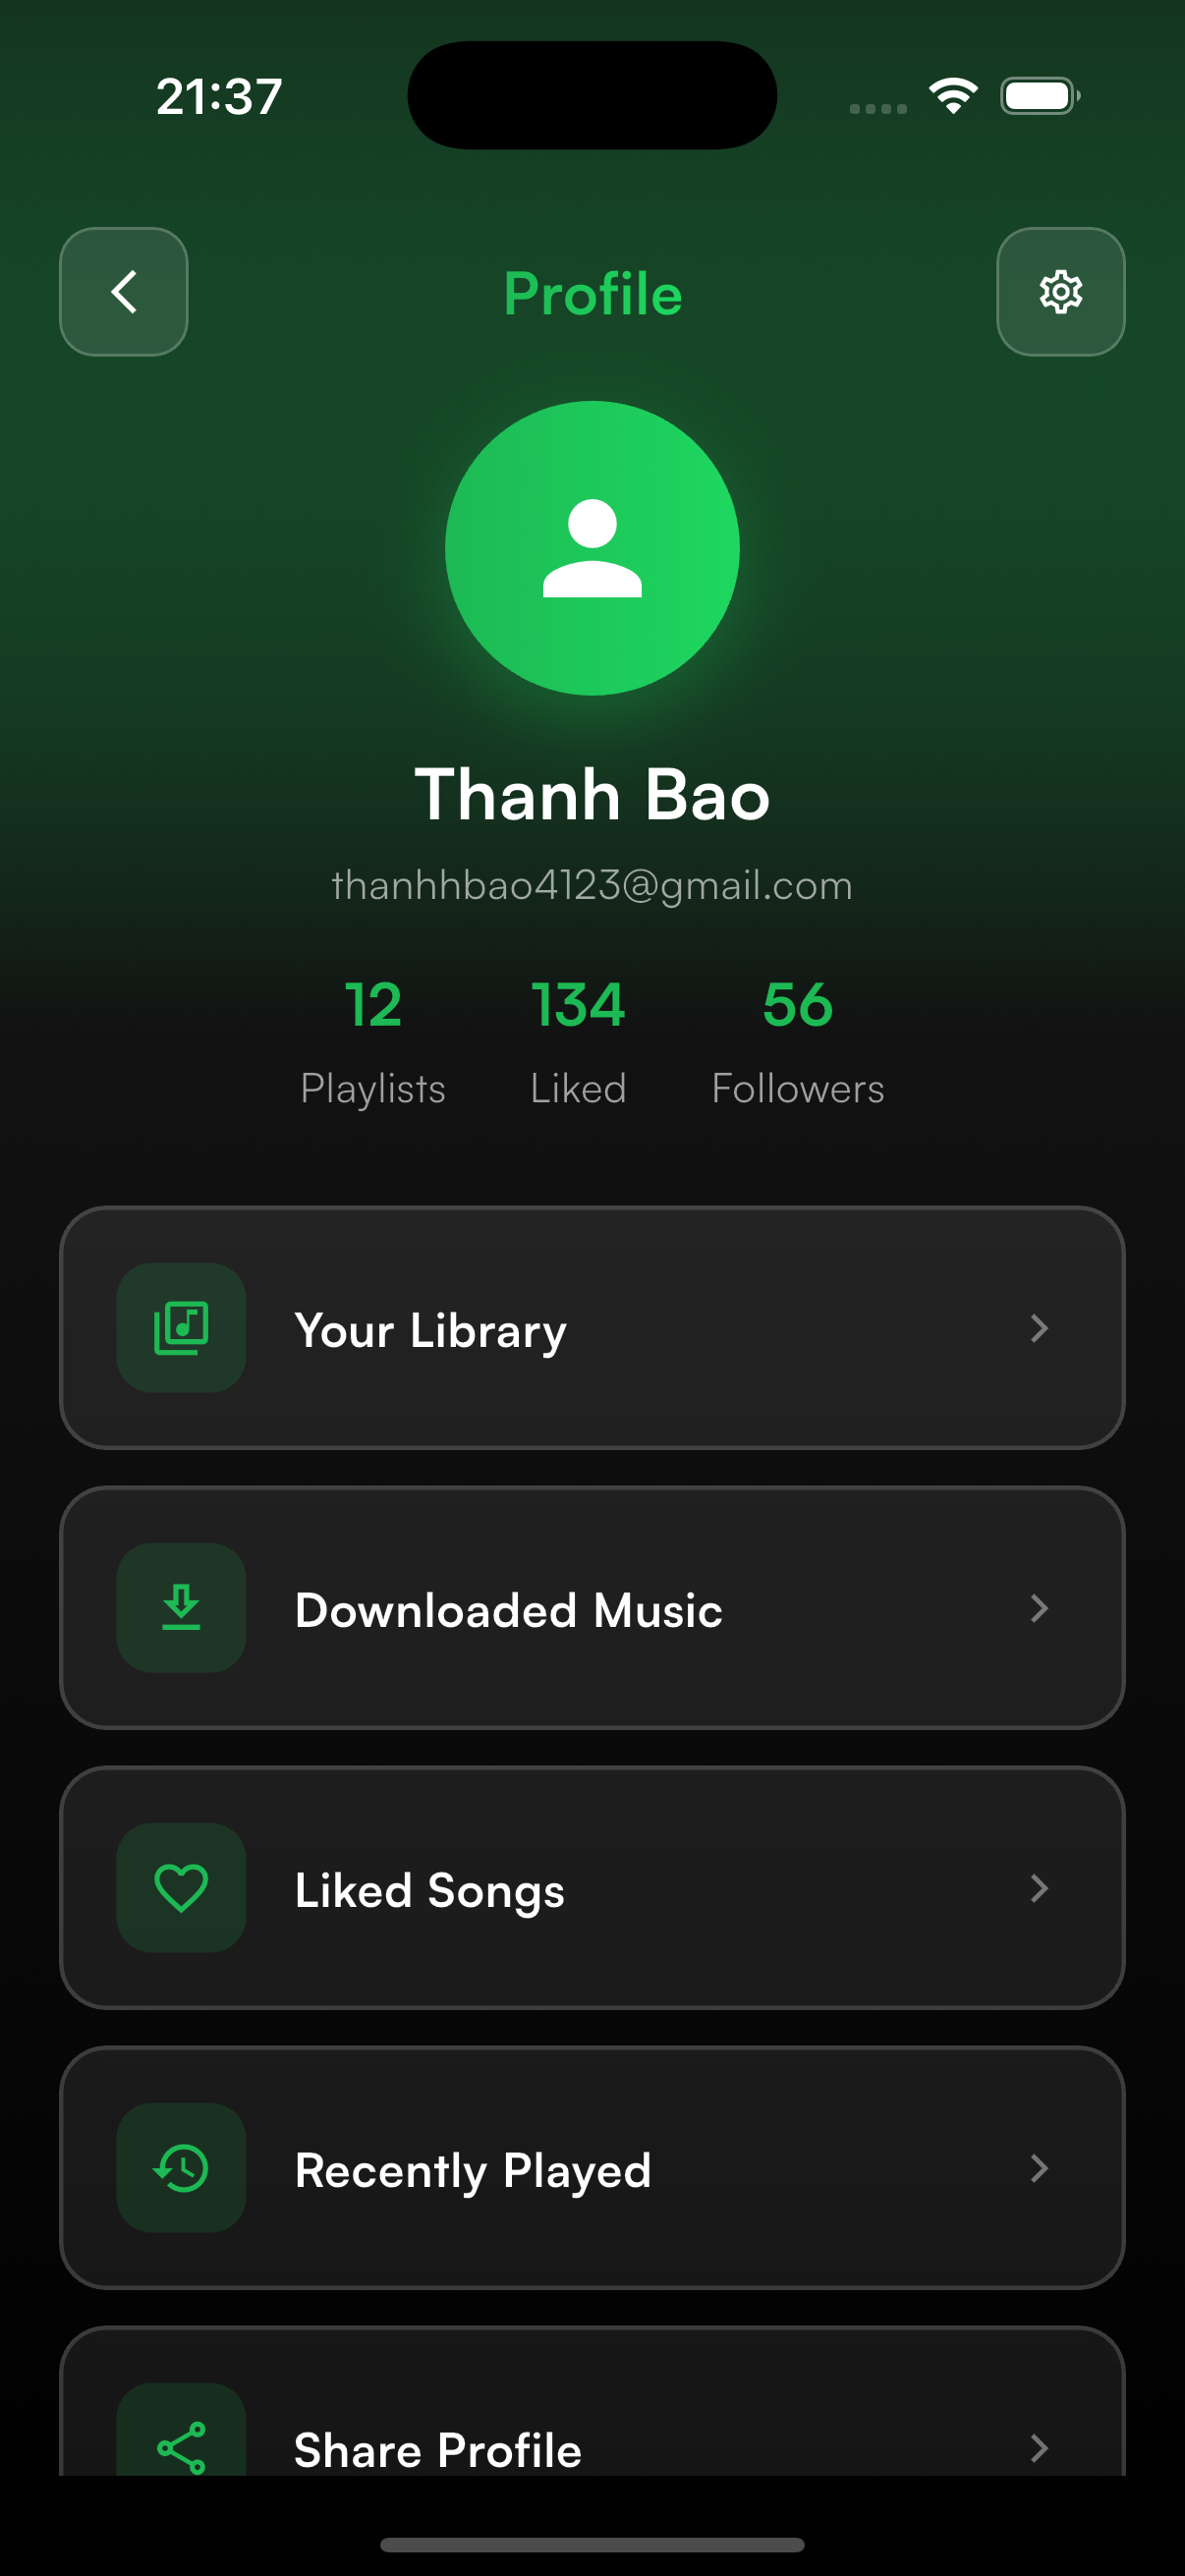 21:37
Profile
Thanh Bao
thanhhbao4123@gmail.com
12 134 56
Playlists Liked Followers
Your Library
Downloaded Music
Liked Songs
Recently Played
Share Profile